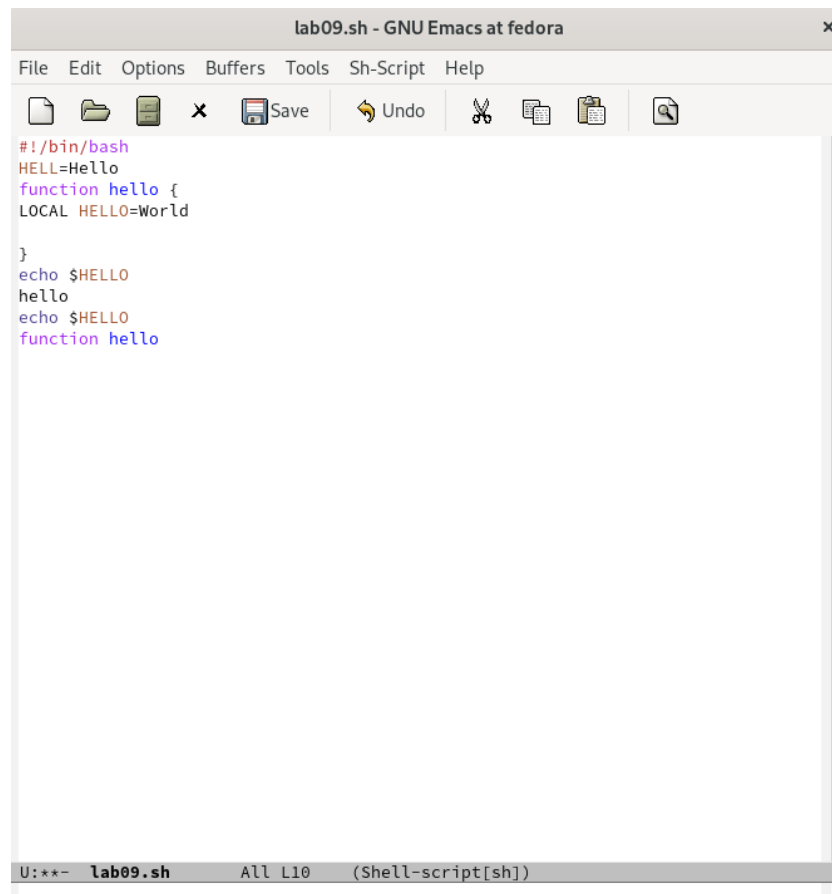 lab09.sh - GNU Emacs at fedora
File Edit Options Buffers Tools Sh-Script Help
Save Undo
#!/bin/bash
HELL=Hello
function hello {
LOCAL HELLO=World
}
echo $HELLO
hello
echo $HELLO
function hello
U:**- lab09.sh All L10 (Shell-script[sh])